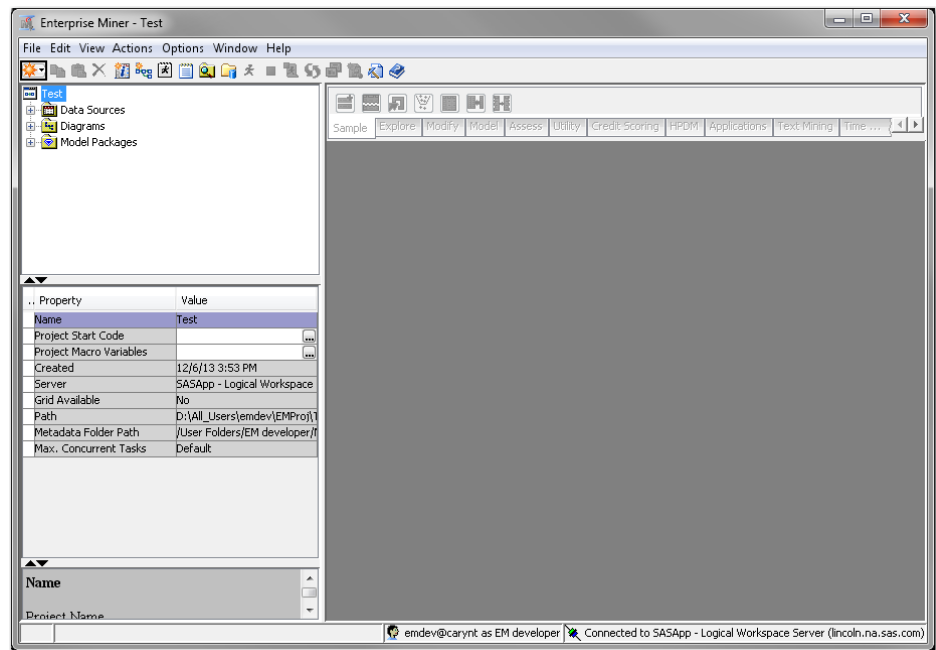 Enterprise Miner - Test
File Edit View Actions Options Window Help
Test
Data Sources
Diagrams
Model Packages
Sample Explore Modify Model Assess Utility Credit Scoring HPDM Applications Text Mining Time ...
.. Property Value
Name Test
Project Start Code ...
Project Macro Variables ...
Created 12/6/13 3:53 PM
Server SASApp - Logical Workspace
Grid Available No
Path D:\All_Users\emdev\EMProj\T
Metadata Folder Path /User Folders/EM developer/
Max. Concurrent Tasks Default
Name
Project Name
emdev@carynt as EM developer Connected to SASApp - Logical Workspace Server (lincoln.na.sas.com)